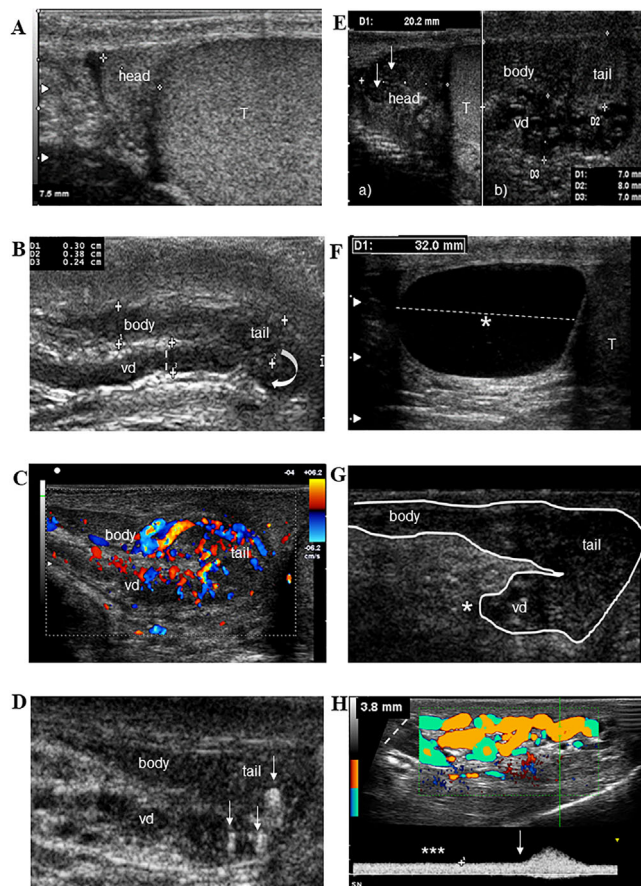 A
head
T
7.5 mm
B
D1 0.30 cm
D2 0.38 cm
D3 0.24 cm
body
tail
vd
C
-04 +06.2
body
tail
vd
-06.2
cm/s
D
body
tail
vd
E
D1: 20.2 mm
head
T
a)
body
tail
vd
D2
D3
b)
D1: 7.0 mm
D2: 8.0 mm
D3: 7.0 mm
F
D1: 32.0 mm
*
T
G
body
tail
* vd
H
3.8 mm
***
SN